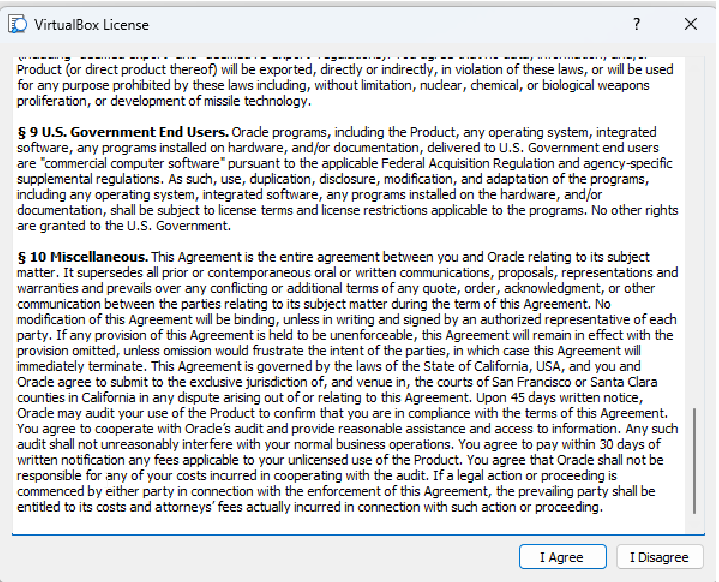 VirtualBox License
?
Product (or direct product thereof) will be exported, directly or indirectly, in violation of these laws, or will be used
for any purpose prohibited by these laws including, without limitation, nuclear, chemical, or biological weapons
proliferation, or development of missile technology.
§ 9 U.S. Government End Users. Oracle programs, including the Product, any operating system, integrated
software, any programs installed on hardware, and/or documentation, delivered to U.S. Government end users
are "commercial computer software" pursuant to the applicable Federal Acquisition Regulation and agency-specific
supplemental regulations. As such, use, duplication, disclosure, modification, and adaptation of the programs,
including any operating system, integrated software, any programs installed on the hardware, and/or
documentation, shall be subject to license terms and license restrictions applicable to the programs. No other rights
are granted to the U.S. Government.
§ 10 Miscellaneous. This Agreement is the entire agreement between you and Oracle relating to its subject
matter. It supersedes all prior or contemporaneous oral or written communications, proposals, representations and
warranties and prevails over any conflicting or additional terms of any quote, order, acknowledgment, or other
communication between the parties relating to its subject matter during the term of this Agreement. No
modification of this Agreement will be binding, unless in writing and signed by an authorized representative of each
party. If any provision of this Agreement is held to be unenforceable, this Agreement will remain in effect with the
provision omitted, unless omission would frustrate the intent of the parties, in which case this Agreement will
immediately terminate. This Agreement is governed by the laws of the State of California, USA, and you and
Oracle agree to submit to the exclusive jurisdiction of, and venue in, the courts of San Francisco or Santa Clara
counties in California in any dispute arising out of or relating to this Agreement. Upon 45 days written notice,
Oracle may audit your use of the Product to confirm that you are in compliance with the terms of this Agreement.
You agree to cooperate with Oracle's audit and provide reasonable assistance and access to information. Any such
audit shall not unreasonably interfere with your normal business operations. You agree to pay within 30 days of
written notification any fees applicable to your unlicensed use of the Product. You agree that Oracle shall not be
responsible for any of your costs incurred in cooperating with the audit. If a legal action or proceeding is
commenced by either party in connection with the enforcement of this Agreement, the prevailing party shall be
entitled to its costs and attorneys' fees actually incurred in connection with such action or proceeding.
I Agree
I Disagree